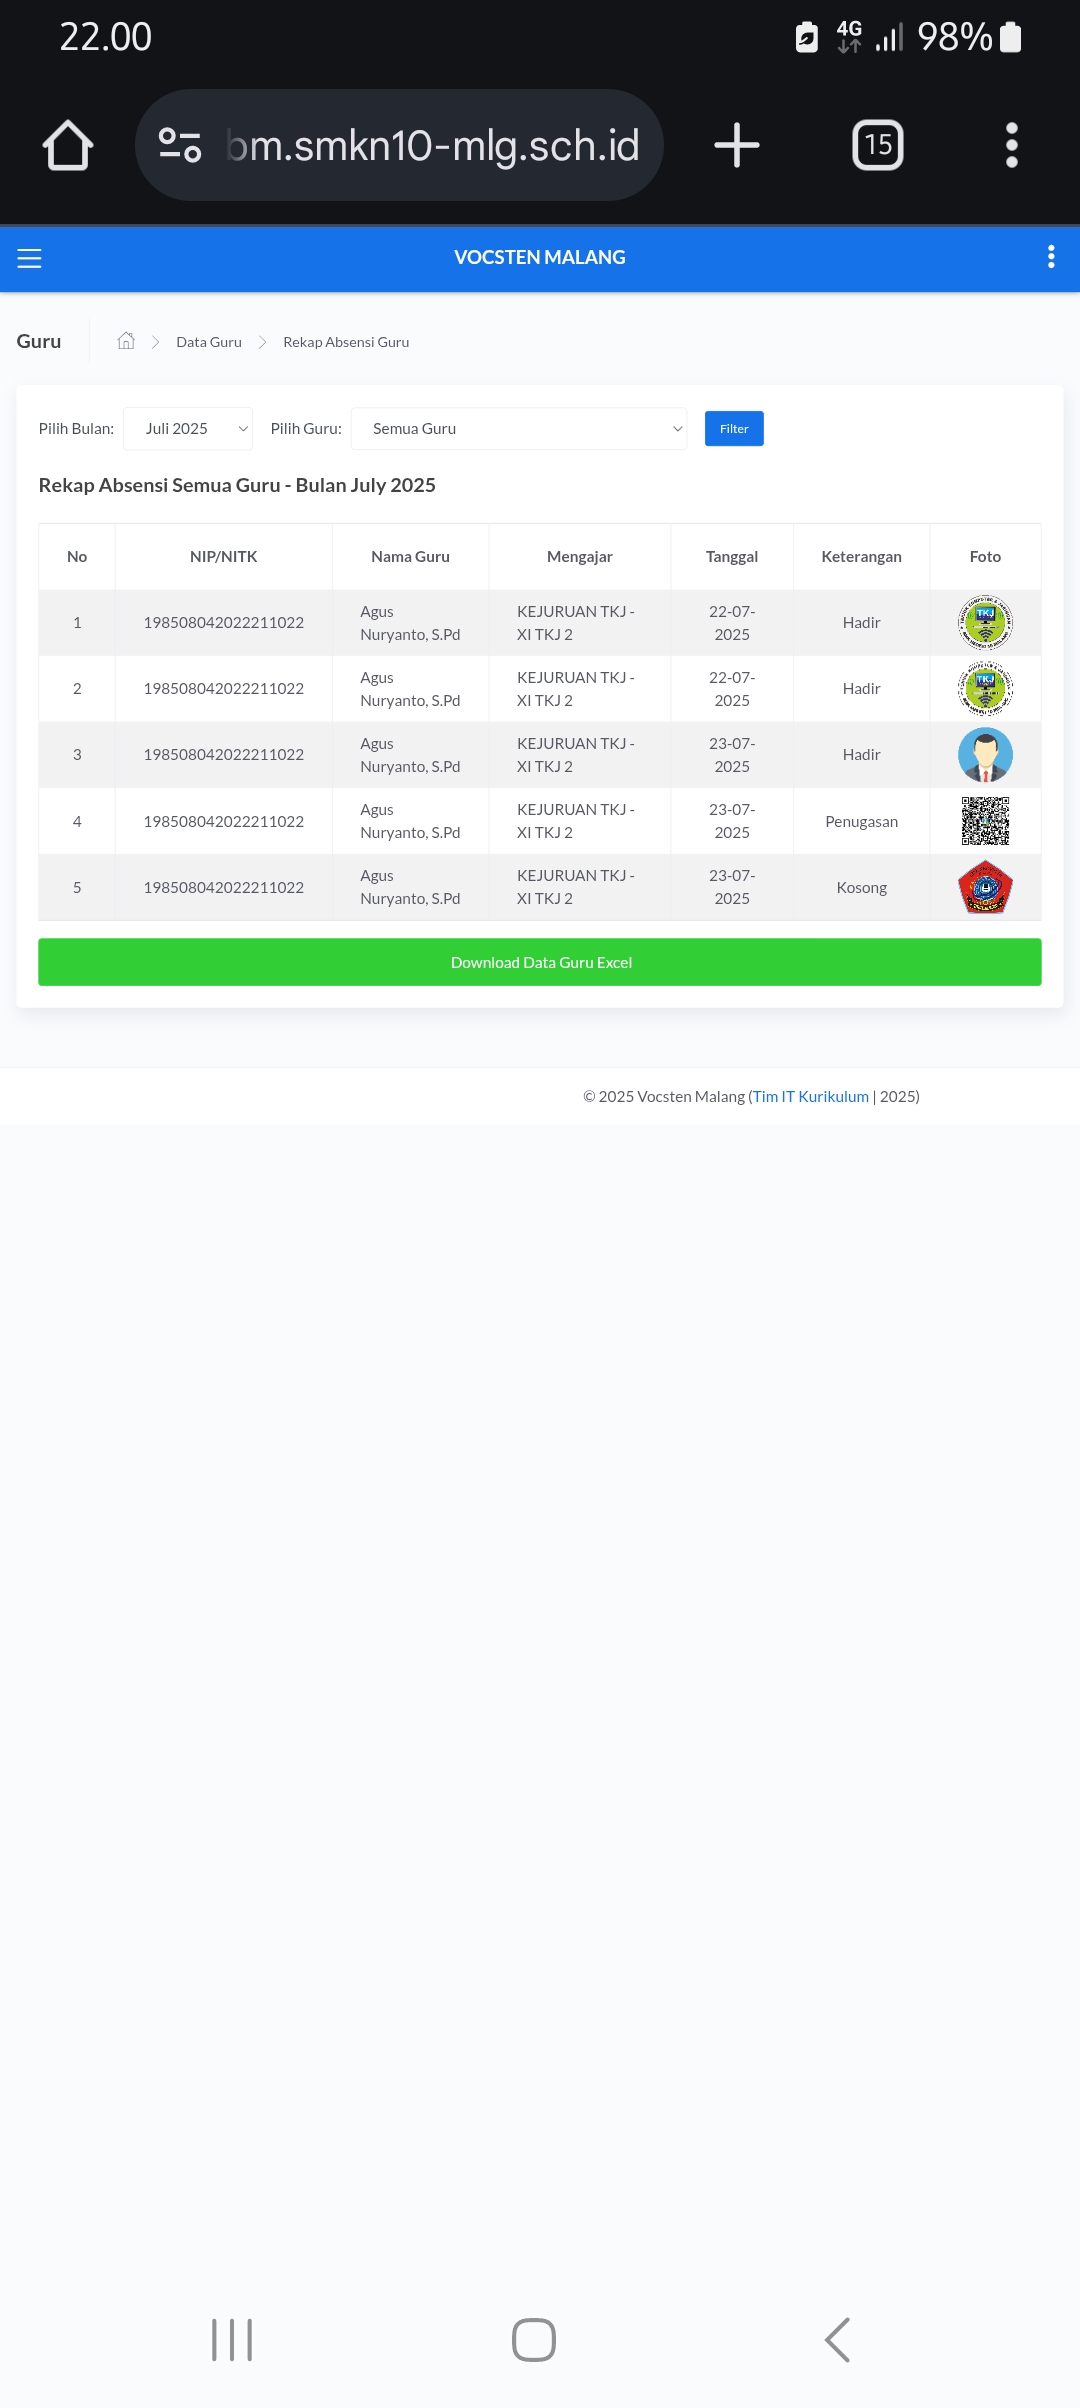 22.00
4G
98%
bm.smkn10-mlg.sch.id
15
VOCSTEN MALANG
Guru
Data Guru
Rekap Absensi Guru
Pilih Bulan:
Juli 2025
Pilih Guru:
Semua Guru
Filter
Rekap Absensi Semua Guru - Bulan July 2025
No NIP/NITK Nama Guru Mengajar Tanggal Keterangan Foto
1 198508042022211022 Agus Nuryanto, S.Pd KEJURUAN TKJ - XI TKJ 2 22-07-2025 Hadir TKJ
2 198508042022211022 Agus Nuryanto, S.Pd KEJURUAN TKJ - XI TKJ 2 22-07-2025 Hadir TKJ
3 198508042022211022 Agus Nuryanto, S.Pd KEJURUAN TKJ - XI TKJ 2 23-07-2025 Hadir
4 198508042022211022 Agus Nuryanto, S.Pd KEJURUAN TKJ - XI TKJ 2 23-07-2025 Penugasan
5 198508042022211022 Agus Nuryanto, S.Pd KEJURUAN TKJ - XI TKJ 2 23-07-2025 Kosong
Download Data Guru Excel
© 2025 Vocsten Malang (Tim IT Kurikulum | 2025)